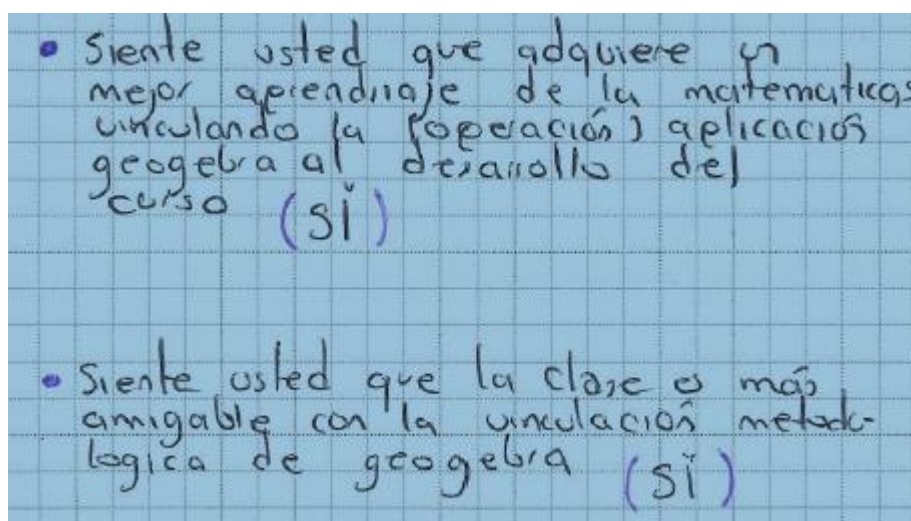 • Siente usted que adquiere un
mejor aprendizaje de la matematicas
vinculando la (operación) aplicación
geogebra al desarrollo del
curso (SÍ)
• Siente usted que la clase es más
amigable con la vinculación metodo-
logica de geogebra (SÍ)